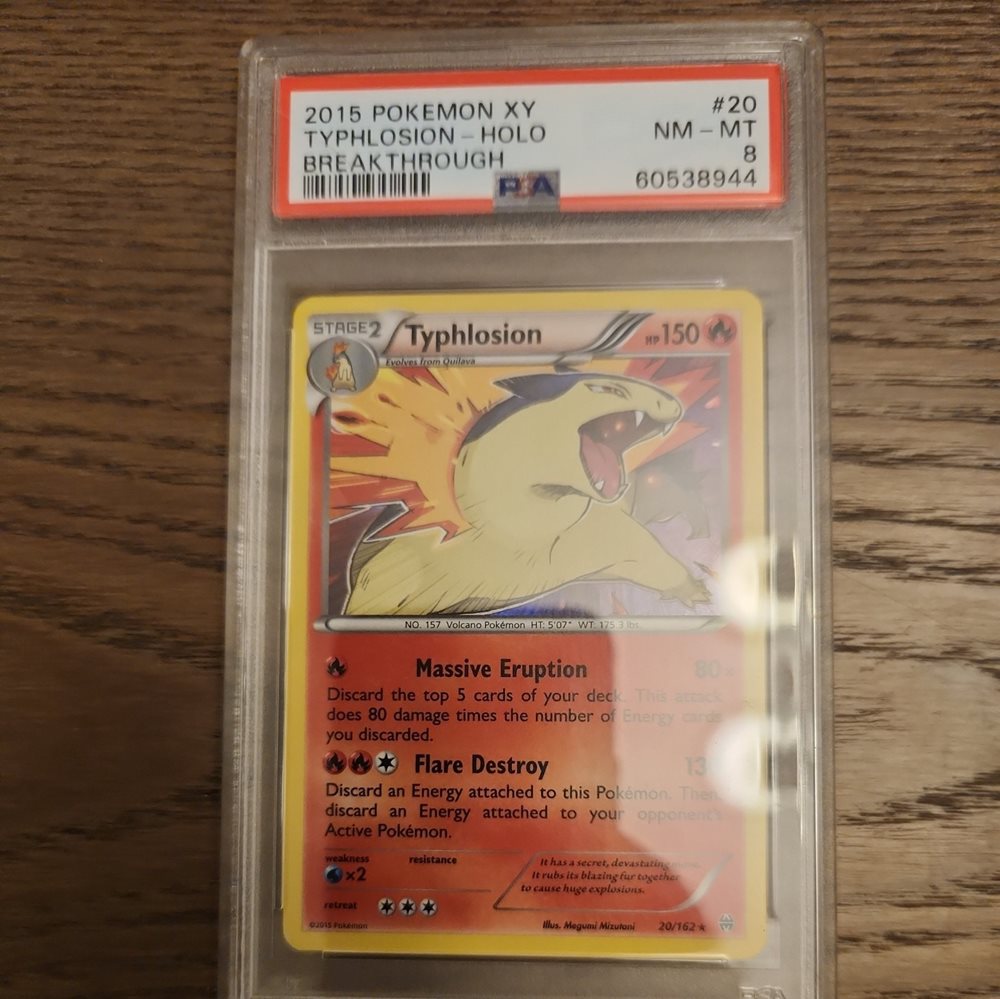 2015 POKEMON XY #20
TYPHLOSION - HOLO NM - MT
BREAKTHROUGH 8
PSA 60538944
STAGE2 Typhlosion HP150
Evolves from Quilava
NO. 157 Volcano Pokémon HT: 5'07" WT: 175.3 lbs.
Massive Eruption 80×
Discard the top 5 cards of your deck. This attack
does 80 damage times the number of Energy cards
you discarded.
Flare Destroy
Discard an Energy attached to this Pokémon. Then,
discard an Energy attached to your opponent's
Active Pokémon.
weakness resistance
×2
It has a secret, devastating move.
It rubs its blazing fur together
to cause huge explosions.
retreat
©2015 Pokémon Illus. Megumi Mizutani 20/162